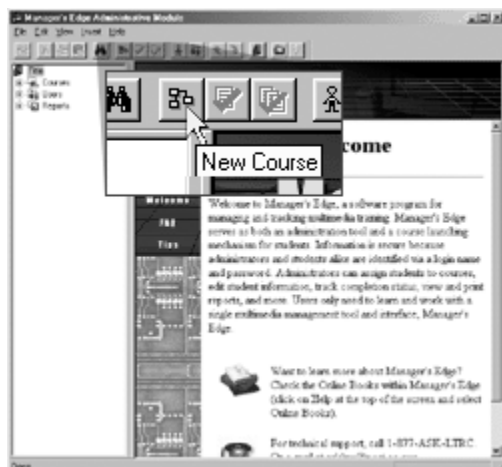 Manager's Edge Administrative Module
File Edit View Insert Help
Title
Courses
Users
Reports
New Course
come
Welcome
FAQ
Tips
Welcome to Manager's Edge, a software program for
managing and tracking multimedia training. Manager's Edge
serves as both an administration tool and a course launching
mechanism for students. Information is secure because
administrators and students alike are identified via a login name
and password. Administrators can assign students to courses,
edit student information, track completion status, view and print
reports, and more. Users only need to learn and work with a
single multimedia management tool and interface, Manager's
Edge.
Want to learn more about Manager's Edge?
Check the Online Books within Manager's Edge
(click on Help at the top of the screen and select
Online Books).
For technical support, call 1-877-ASK-LTRC.